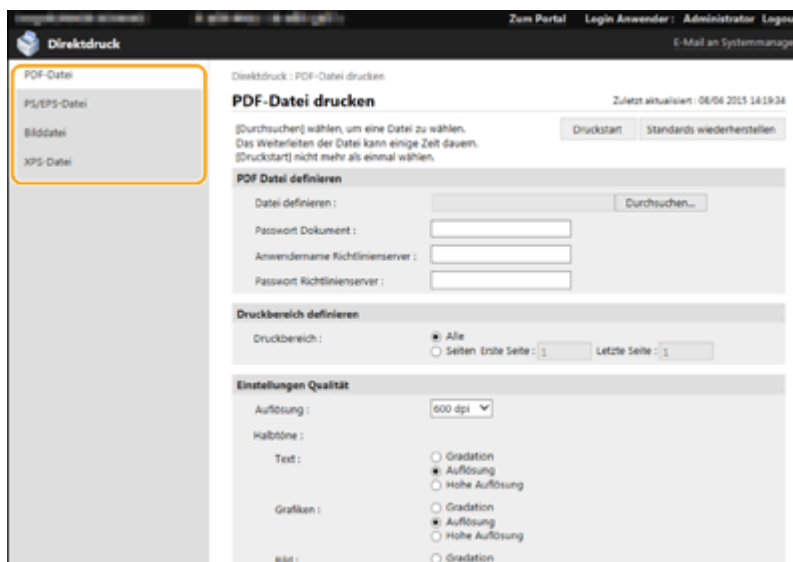 Zum Portal Login Anwender : Administrator Logou
Direktdruck
E-Mail an Systemmanage
PDF-Datei
PS/EPS-Datei
Bilddatei
XPS-Datei
Direktdruck : PDF-Datei drucken
PDF-Datei drucken
Zuletzt aktualisiert : 08/04 2015 14:19:34
[Durchsuchen] wählen, um eine Datei zu wählen.
Das Weiterleiten der Datei kann einige Zeit dauern.
[Druckstart] nicht mehr als einmal wählen.
Druckstart Standards wiederherstellen
PDF Datei definieren
Datei definieren : Durchsuchen...
Passwort Dokument :
Anwendername Richtlinienserver :
Passwort Richtlinienserver :
Druckbereich definieren
Druckbereich : Alle
Seiten Erste Seite : 1 Letzte Seite : 1
Einstellungen Qualität
Auflösung : 600 dpi
Halbtöne :
Text : Gradation
Auflösung
Hohe Auflösung
Grafiken : Gradation
Auflösung
Hohe Auflösung
Bild : Gradation